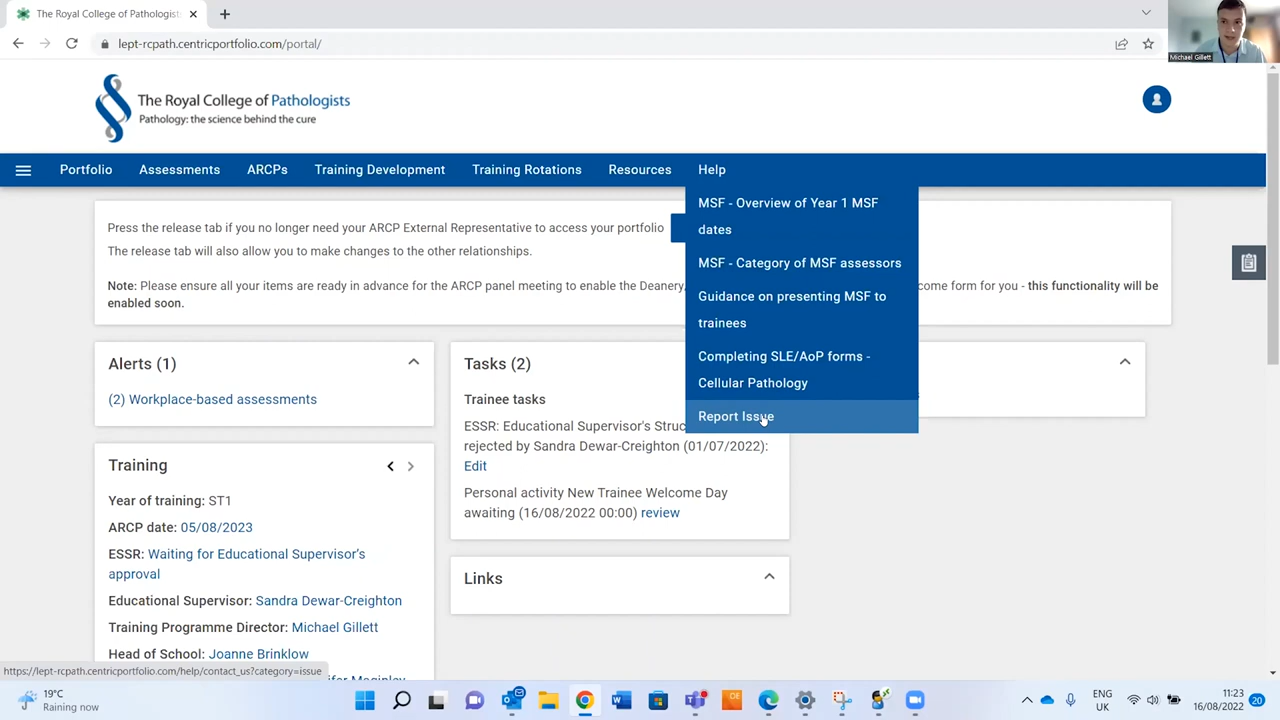 The Royal College of Pathologist
lept-rcpath.centricportfolio.com/portal/
Michael Gillett
The Royal College of Pathologists
Pathology: the science behind the cure
Portfolio Assessments ARCPs Training Development Training Rotations Resources Help
MSF - Overview of Year 1 MSF
dates
MSF - Category of MSF assessors
Guidance on presenting MSF to
trainees
Completing SLE/AoP forms -
Cellular Pathology
Report Issue
Press the release tab if you no longer need your ARCP External Representative to access your portfolio
The release tab will also allow you to make changes to the other relationships.
Note: Please ensure all your items are ready in advance for the ARCP panel meeting to enable the Deanery, come form for you - this functionality will be
enabled soon.
Alerts (1)
(2) Workplace-based assessments
Training
Year of training: ST1
ARCP date: 05/08/2023
ESSR: Waiting for Educational Supervisor's
approval
Educational Supervisor: Sandra Dewar-Creighton
Training Programme Director: Michael Gillett
Head of School: Joanne Brinklow
Tasks (2)
Trainee tasks
ESSR: Educational Supervisor's Struc
rejected by Sandra Dewar-Creighton (01/07/2022):
Edit
Personal activity New Trainee Welcome Day
awaiting (16/08/2022 00:00) review
Links
https://lept-rcpath.centricportfolio.com/help/contact_us?category=issue
19°C
Raining now
ENG
UK
11:23
16/08/2022
20